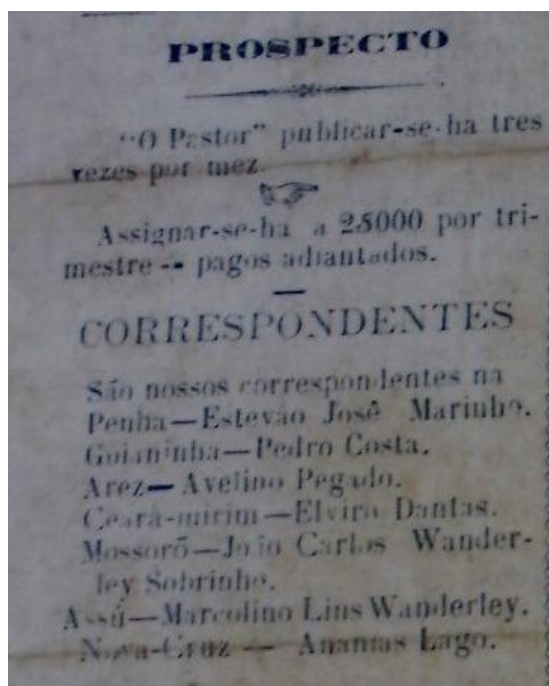 PROSPECTO
"O Pastor" publicar-se-ha tres
vezes por mez.
Assignar-se-ha a 2$000 por tri-
mestre -- pagos adiantados.
CORRESPONDENTES
São nossos correspondentes na
Penha—Estevão José Marinho.
Goianinha—Pedro Costa.
Arez—Avelino Pegado.
Ceará-mirim—Elviro Dantas.
Mossoró—João Carlos Wander-
ley Sobrinho.
Assú—Marcolino Lins Wanderley.
Nova-Cruz — Ananias Lago.